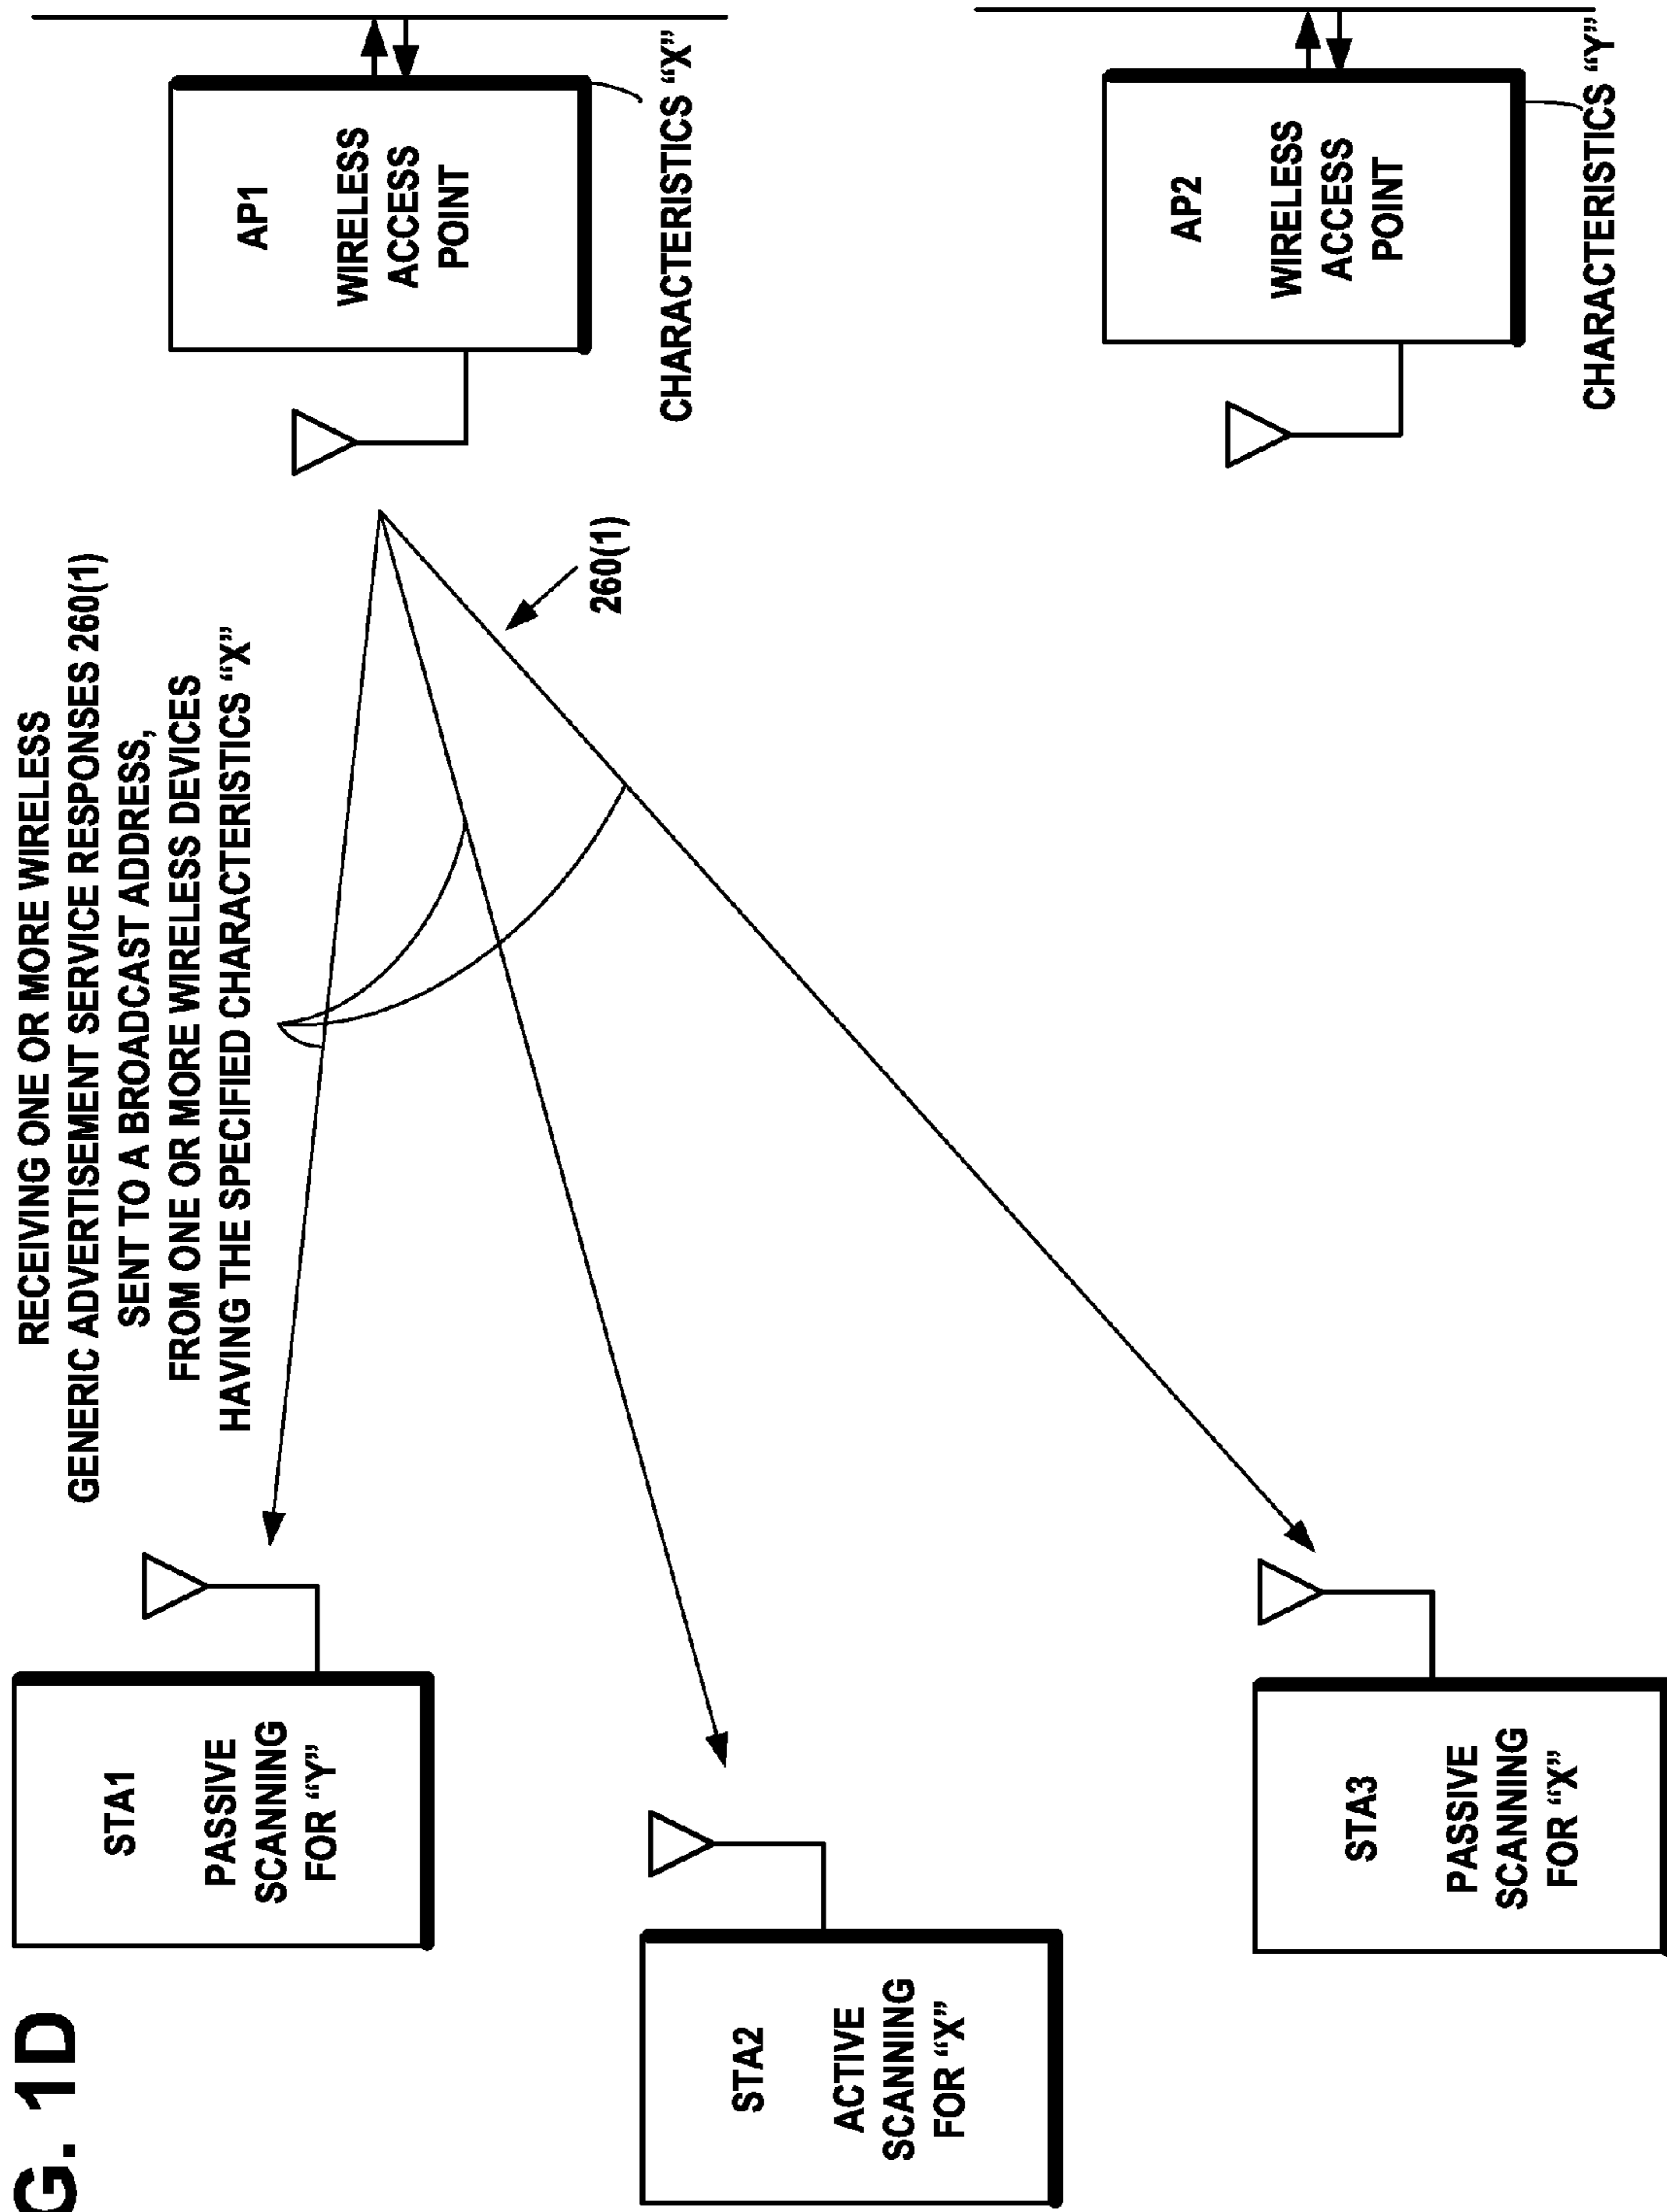 G. 1D
RECEIVING ONE OR MORE WIRELESS
GENERIC ADVERTISEMENT SERVICE RESPONSES 260(1)
SENT TO A BROADCAST ADDRESS,
FROM ONE OR MORE WIRELESS DEVICES
HAVING THE SPECIFIED CHARACTERISTICS “X”
STA1
PASSIVE
SCANNING
FOR “Y”
AP1
WIRELESS
ACCESS
POINT
CHARACTERISTICS “X”
260(1)
STA2
ACTIVE
SCANNING
FOR “X”
STA3
PASSIVE
SCANNING
FOR “X”
AP2
WIRELESS
ACCESS
POINT
CHARACTERISTICS “Y”